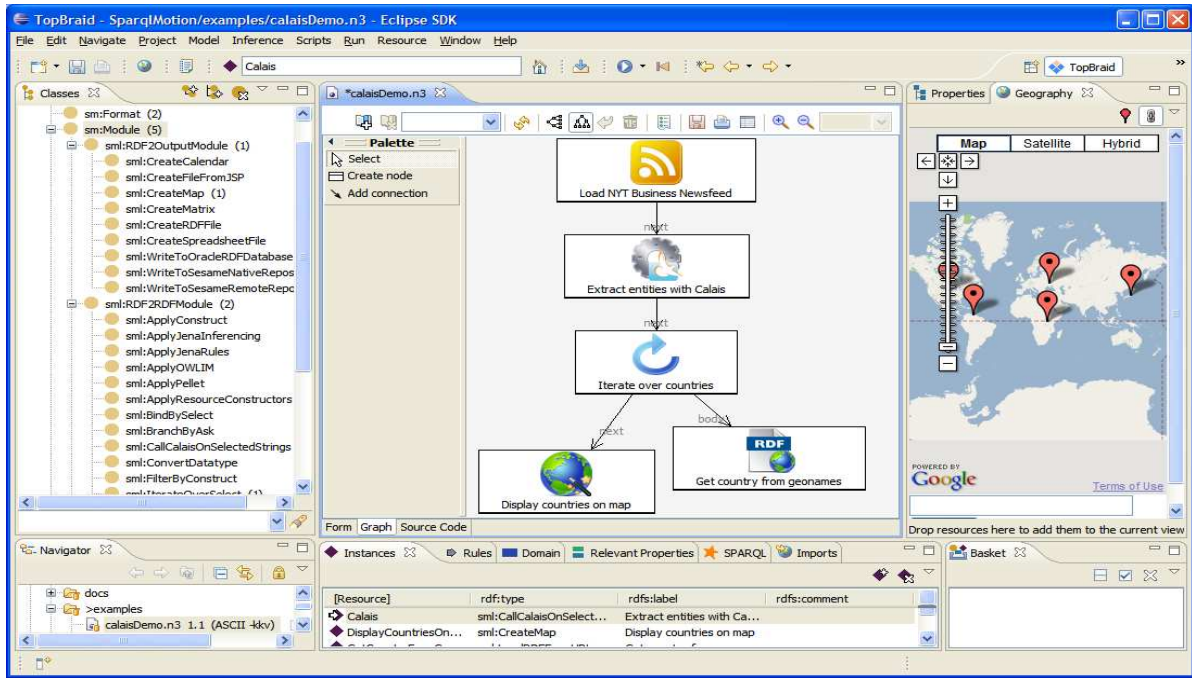 TopBraid - SparqlMotion/examples/calaisDemo.n3 - Eclipse SDK
File Edit Navigate Project Model Inference Scripts Run Resource Window Help
Calais
TopBraid
Classes
sm:Format (2)
sm:Module (5)
sml:RDF2OutputModule (1)
sml:CreateCalendar
sml:CreateFileFromJSP
sml:CreateMap (1)
sml:CreateMatrix
sml:CreateRDFFile
sml:CreateSpreadsheetFile
sml:WriteToOracleRDFDatabase
sml:WriteToSesameNativeRepos
sml:WriteToSesameRemoteRepo
sml:RDF2RDFModule (2)
sml:ApplyConstruct
sml:ApplyJenaInferencing
sml:ApplyJenaRules
sml:ApplyOWLIM
sml:ApplyPellet
sml:ApplyResourceConstructors
sml:BindBySelect
sml:BranchByAsk
sml:CallCalaisOnSelectedStrings
sml:ConvertDatatype
sml:FilterByConstruct
sml:IterateOverSelect (1)
*calaisDemo.n3
Palette
Select
Create node
Add connection
Load NYT Business Newsfeed
next
Extract entities with Calais
next
Iterate over countries
next
body
RDF
Display countries on map
Get country from geonames
Form Graph Source Code
Properties Geography
Map Satellite Hybrid
POWERED BY
Google
Terms of Use
Drop resources here to add them to the current view
Navigator
docs
>examples
calaisDemo.n3 1.1 (ASCII -kkv)
Instances Rules Domain Relevant Properties SPARQL Imports
[Resource] rdf:type rdfs:label rdfs:comment
Calais sml:CallCalaisOnSelect... Extract entities with Ca...
DisplayCountriesOn... sml:CreateMap Display countries on map
Basket